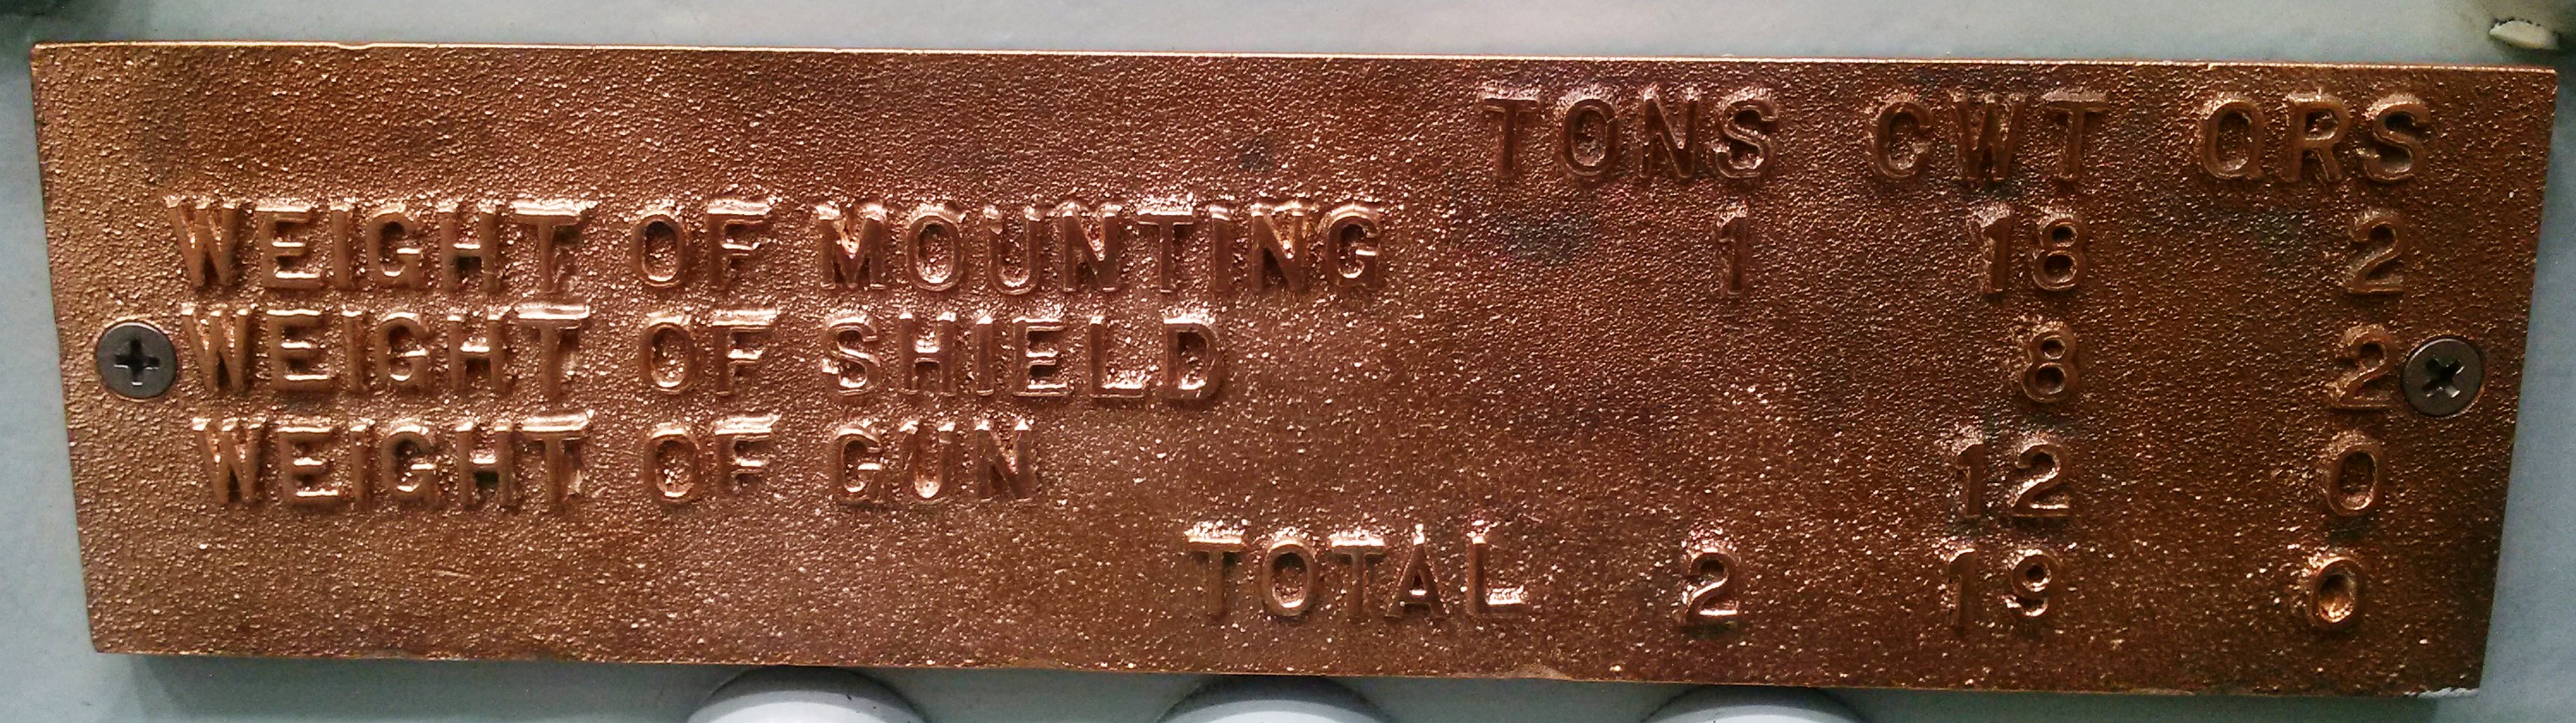 TONS CWT QRS
WEIGHT OF MOUNTING 1 18 2
WEIGHT OF SHIELD 8 2
WEIGHT OF GUN 12 0
TOTAL 2 19 0